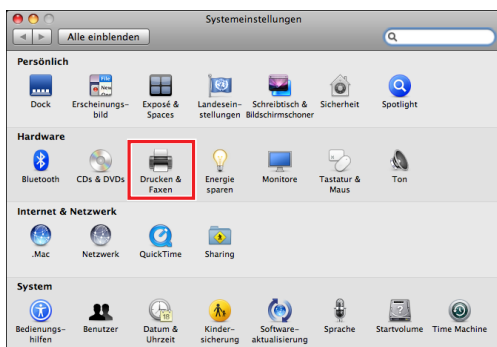 Systemeinstellungen
Alle einblenden
Persönlich
Dock Erscheinungs- Exposé & Landesein- Schreibtisch & Sicherheit Spotlight
bild Spaces stellungen Bildschirmschoner
Hardware
Bluetooth CDs & DVDs Drucken & Energie Monitore Tastatur & Ton
Faxen sparen Maus
Internet & Netzwerk
.Mac Netzwerk QuickTime Sharing
System
Bedienungs- Benutzer Datum & Kinder- Software- Sprache Startvolume Time Machine
hilfen Uhrzeit sicherung aktualisierung